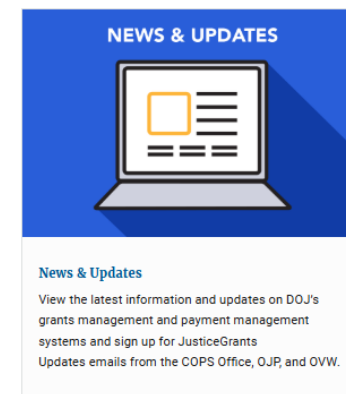 NEWS & UPDATES
News & Updates
View the latest information and updates on DOJ's
grants management and payment management
systems and sign up for JusticeGrants
Updates emails from the COPS Office, OJP, and OVW.